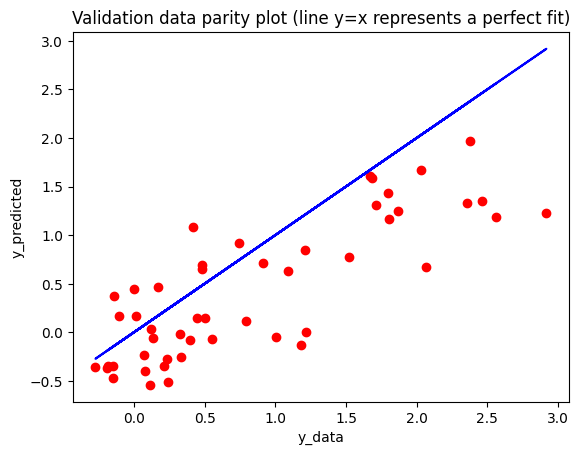 Validation data parity plot (line y=x represents a perfect fit)
3.0
2.5
2.0
1.5
1.0
0.5
0.0
−0.5
y_predicted
0.0 0.5 1.0 1.5 2.0 2.5 3.0
y_data